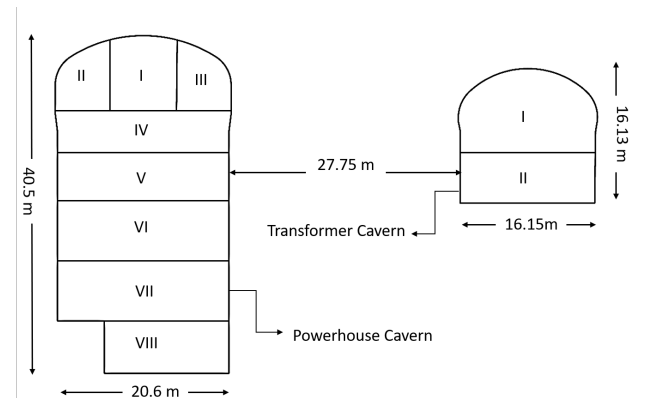 II
I
III
IV
V
VI
VII
VIII
40.5 m
20.6 m
27.75 m
I
II
16.13 m
16.15m
Transformer Cavern
Powerhouse Cavern